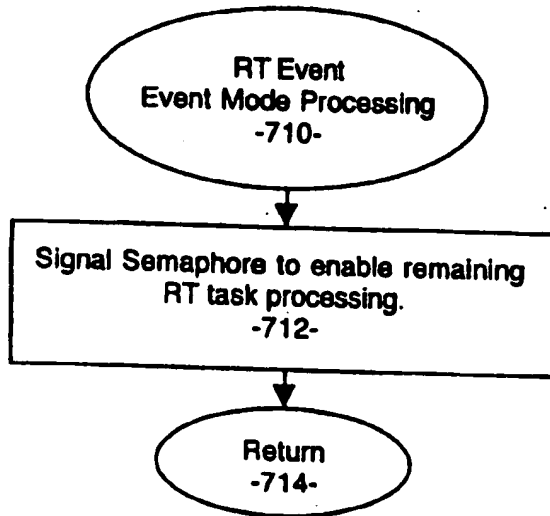 RT Event
Event Mode Processing
-710-
Signal Semaphore to enable remaining
RT task processing.
-712-
Return
-714-